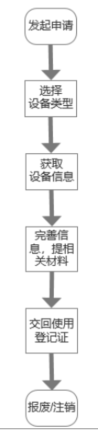 发起申请
选择
设备类型
获取
设备信息
完善信
息，提相
关材料
交回使用
登记证
报废/注销